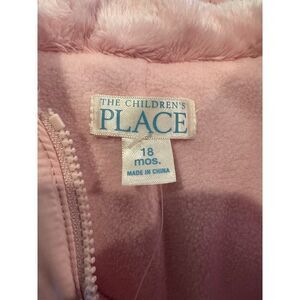 THE CHILDREN'S
PLACE
18
mos.
MADE IN CHINA